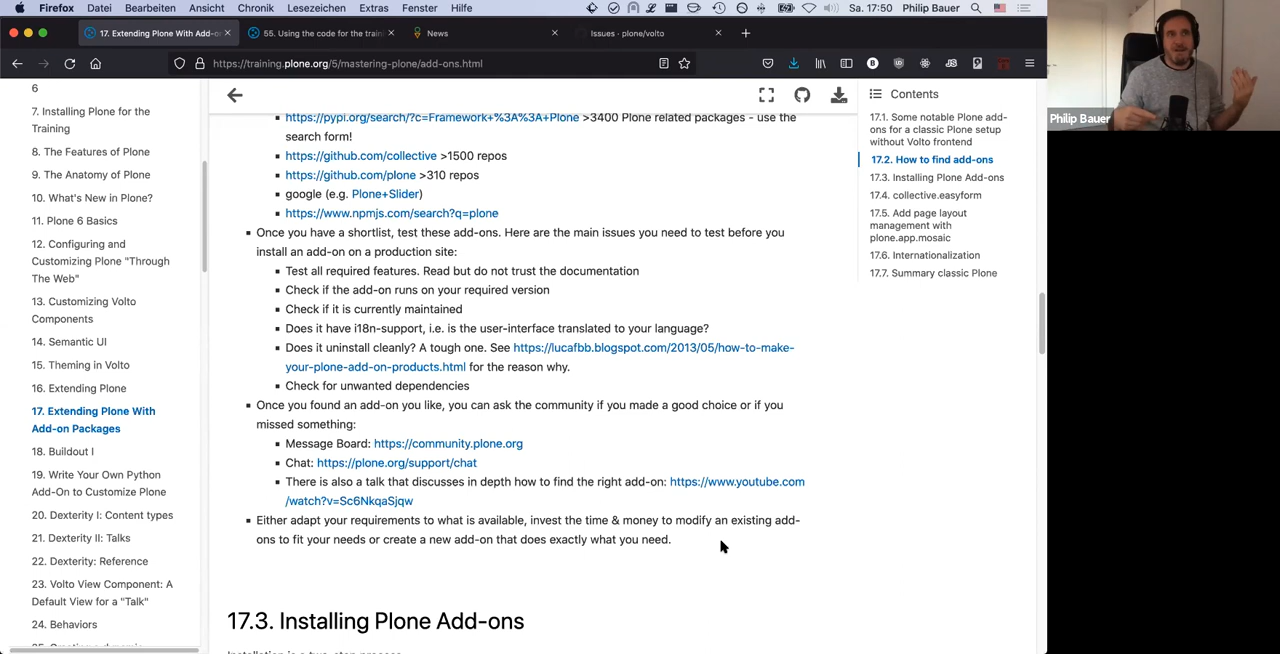 Firefox Datei Bearbeiten Ansicht Chronik Lesezeichen Extras Fenster Hilfe Sa. 17:50 Philip Bauer
17. Extending Plone With Add-o 55. Using the code for the train News Issues · plone/volto
https://training.plone.org/5/mastering-plone/add-ons.html
6
7. Installing Plone for the
Training
8. The Features of Plone
9. The Anatomy of Plone
10. What's New in Plone?
11. Plone 6 Basics
12. Configuring and
Customizing Plone "Through
The Web"
13. Customizing Volto
Components
14. Semantic UI
15. Theming in Volto
16. Extending Plone
17. Extending Plone With
Add-on Packages
18. Buildout I
19. Write Your Own Python
Add-On to Customize Plone
20. Dexterity I: Content types
21. Dexterity II: Talks
22. Dexterity: Reference
23. Volto View Component: A
Default View for a "Talk"
24. Behaviors
https://pypi.org/search/?c=Framework+%3A%3A+Plone >3400 Plone related packages - use the
search form!
https://github.com/collective >1500 repos
https://github.com/plone >310 repos
google (e.g. Plone+Slider)
https://www.npmjs.com/search?q=plone
Once you have a shortlist, test these add-ons. Here are the main issues you need to test before you
install an add-on on a production site:
Test all required features. Read but do not trust the documentation
Check if the add-on runs on your required version
Check if it is currently maintained
Does it have i18n-support, i.e. is the user-interface translated to your language?
Does it uninstall cleanly? A tough one. See https://lucafbb.blogspot.com/2013/05/how-to-make-
your-plone-add-on-products.html for the reason why.
Check for unwanted dependencies
Once you found an add-on you like, you can ask the community if you made a good choice or if you
missed something:
Message Board: https://community.plone.org
Chat: https://plone.org/support/chat
There is also a talk that discusses in depth how to find the right add-on: https://www.youtube.com
/watch?v=Sc6NkqaSjqw
Either adapt your requirements to what is available, invest the time & money to modify an existing add-
ons to fit your needs or create a new add-on that does exactly what you need.
17.3. Installing Plone Add-ons
Installation is a two-step process
Contents
17.1. Some notable Plone add-
ons for a classic Plone setup
without Volto frontend
17.2. How to find add-ons
17.3. Installing Plone Add-ons
17.4. collective.easyform
17.5. Add page layout
management with
plone.app.mosaic
17.6. Internationalization
17.7. Summary classic Plone
Philip Bauer